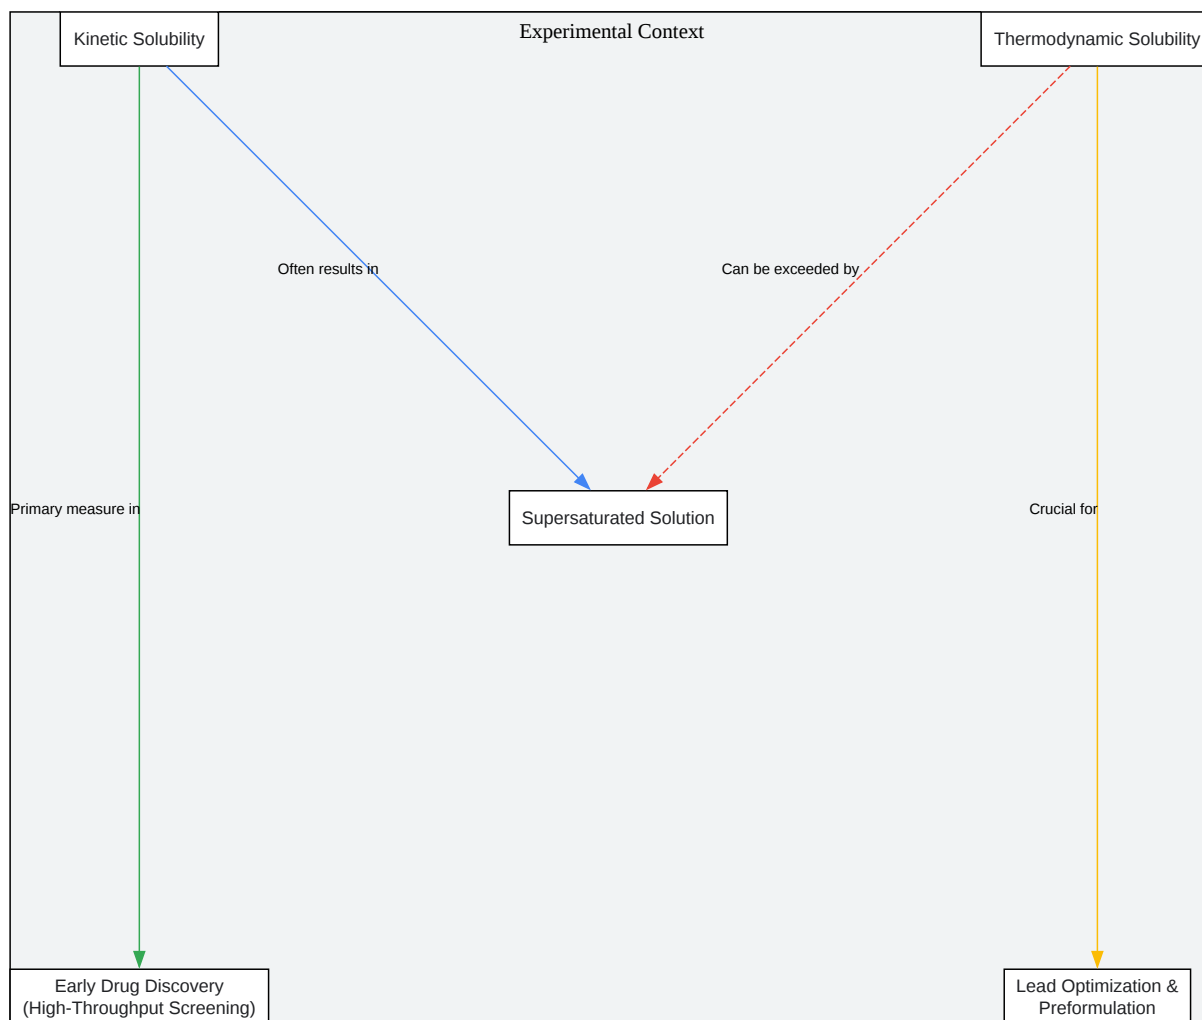 Experimental Context
Kinetic Solubility
Thermodynamic Solubility
Often results in
Can be exceeded by
Primary measure in
Supersaturated Solution
Crucial for
Early Drug Discovery
(High-Throughput Screening)
Lead Optimization &
Preformulation